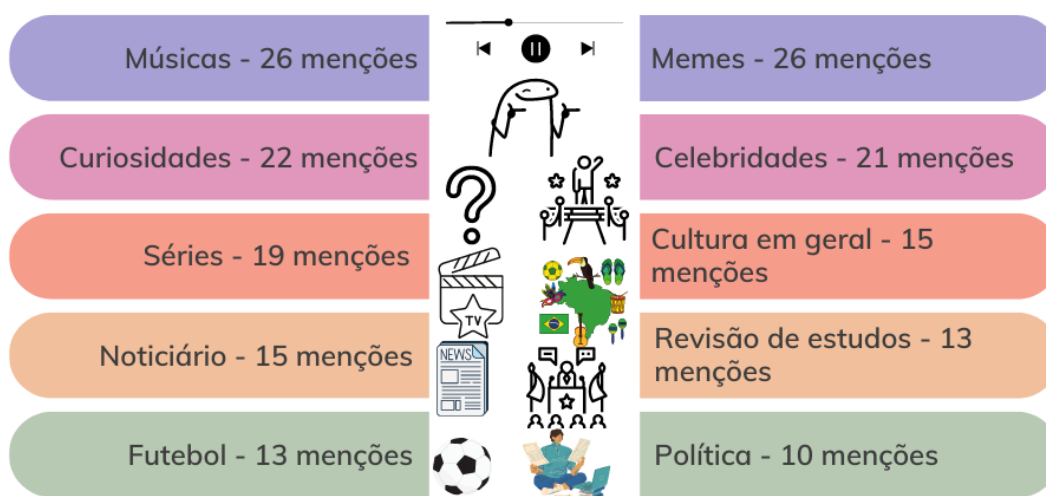 Músicas - 26 menções
Memes - 26 menções
Curiosidades - 22 menções
Celebridades - 21 menções
Séries - 19 menções
Cultura em geral - 15
menções
TV
Noticiário - 15 menções
NEWS
Revisão de estudos - 13
menções
Futebol - 13 menções
Política - 10 menções